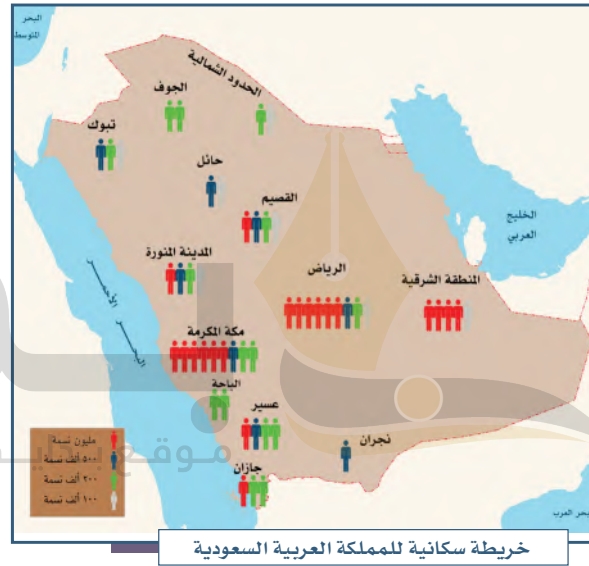 البحر
المتوسط
الحدود الشمالية
الجوف
تبوك
حائل
القصيم
المدينة المنورة
الرياض
المنطقة الشرقية
الخليج
العربي
البحر الأحمر
مكة المكرمة
الباحة
عسير
نجران
جازان
مليون نسمة
٥٠٠ ألف نسمة
٢٠٠ ألف نسمة
١٠٠ ألف نسمة
موقع
بحر العرب
خريطة سكانية للمملكة العربية السعودية